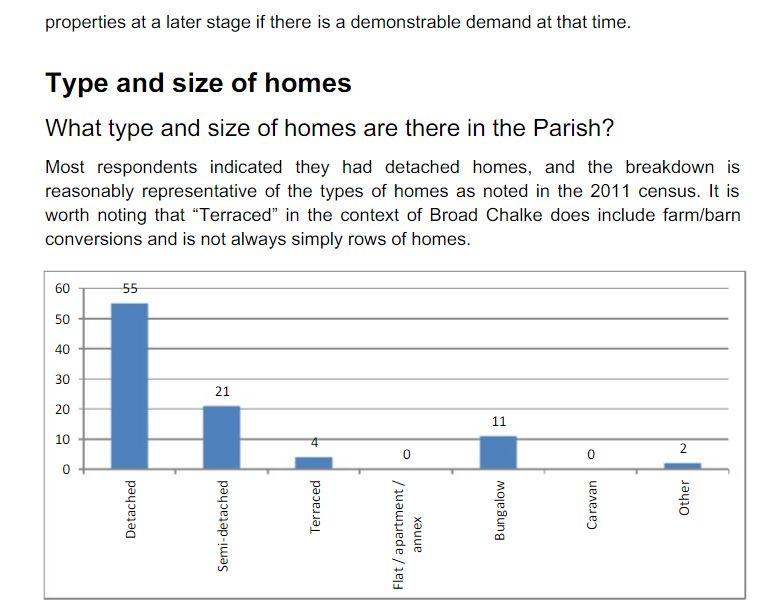 properties at a later stage if there is a demonstrable demand at that time.
Type and size of homes
What type and size of homes are there in the Parish?
Most respondents indicated they had detached homes, and the breakdown is
reasonably representative of the types of homes as noted in the 2011 census. It is
worth noting that “Terraced” in the context of Broad Chalke does include farm/barn
conversions and is not always simply rows of homes.
60
50
40
30
20
10
0
55
21
4
0
11
0
2
Detached
Semi-detached
Terraced
Flat / apartment /
annex
Bungalow
Caravan
Other